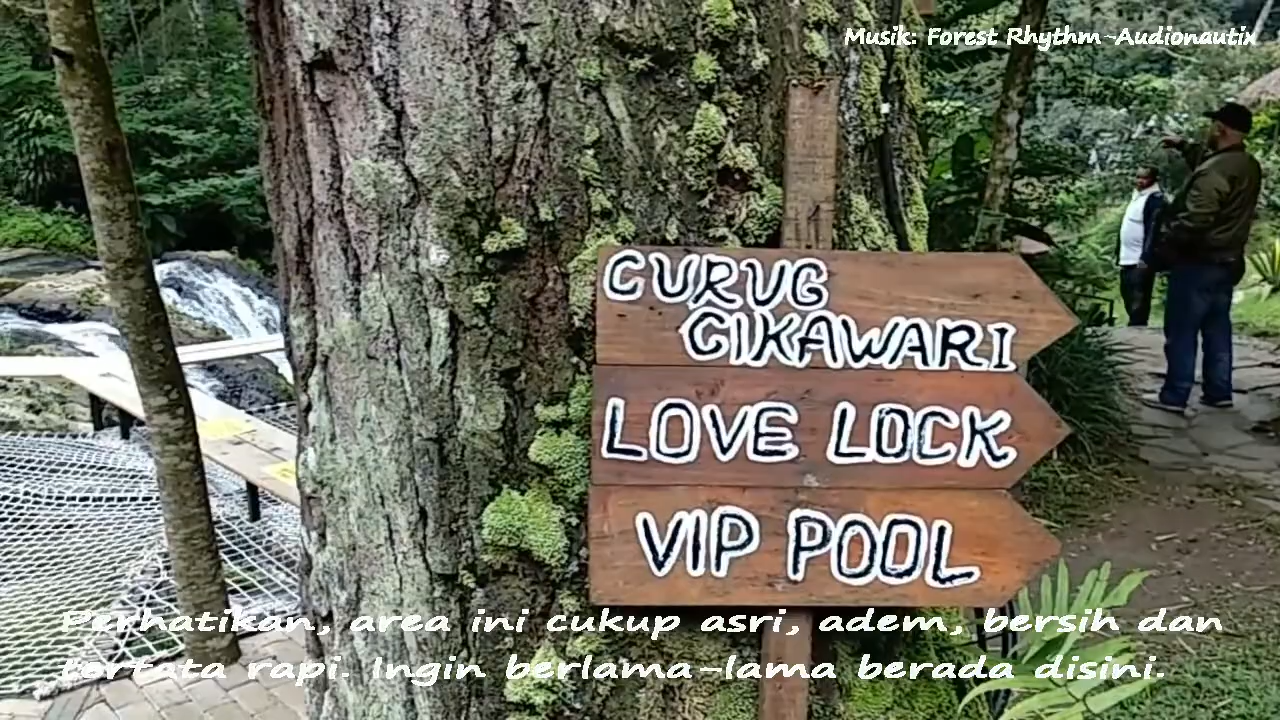 Musik: Forest Rhythm-Audionautix
CURUG
CIKAWARI
LOVE LOCK
VIP POOL
Perhatikan, area ini cukup asri, adem, bersih dan
tertata rapi. Ingin berlama-lama berada disini.